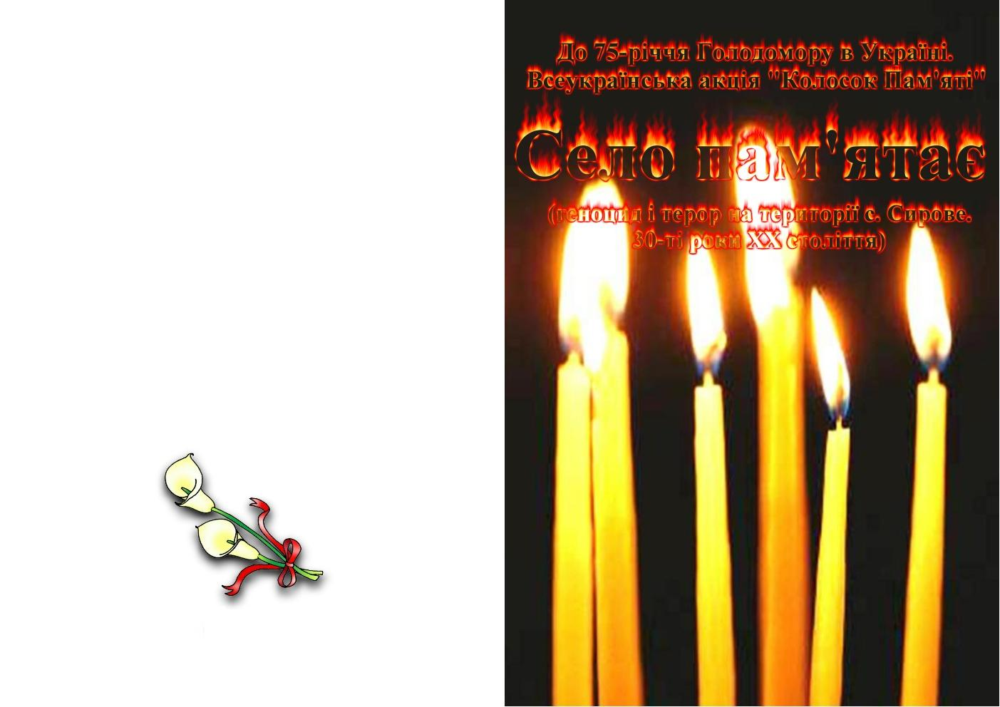 До 75-річчя Голодомору в Україні.
Всеукраїнська акція "Колосок Пам'яті"
Село пам'ятає
(геноцид і терор на території с. Сирове.
30-ті роки ХХ століття)